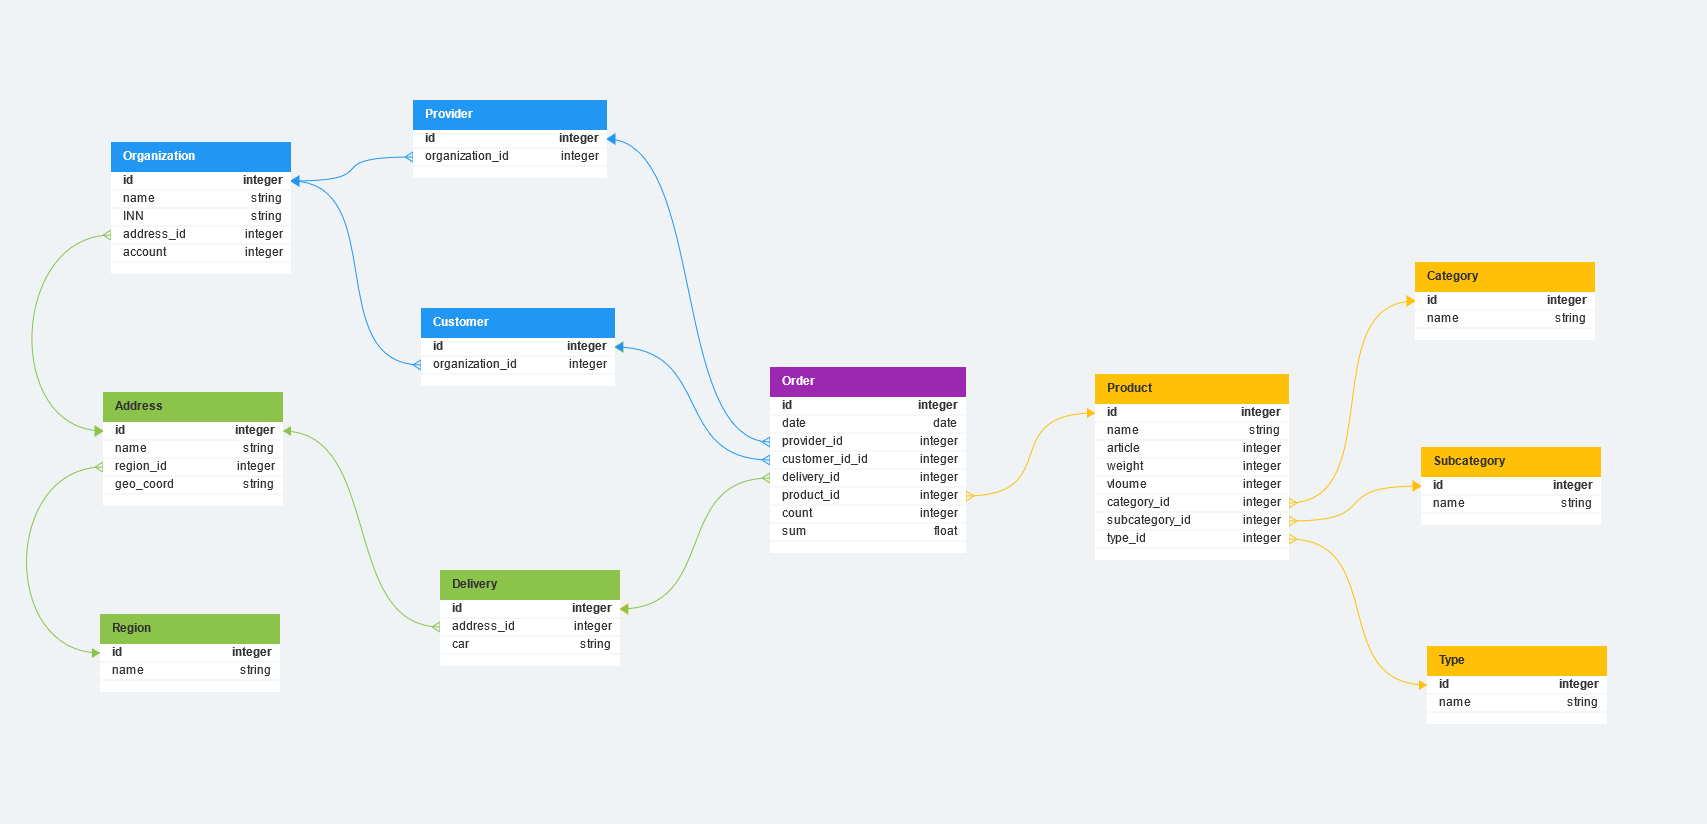 Provider
id integer
organization_id integer
Organization
id integer
name string
INN string
address_id integer
account integer
Customer
id integer
organization_id integer
Address
id integer
name string
region_id integer
geo_coord string
Region
id integer
name string
Delivery
id integer
address_id integer
car string
Order
id integer
date date
provider_id integer
customer_id_id integer
delivery_id integer
product_id integer
count integer
sum float
Product
id integer
name string
article integer
weight integer
vloume integer
category_id integer
subcategory_id integer
type_id integer
Category
id integer
name string
Subcategory
id integer
name string
Type
id integer
name string